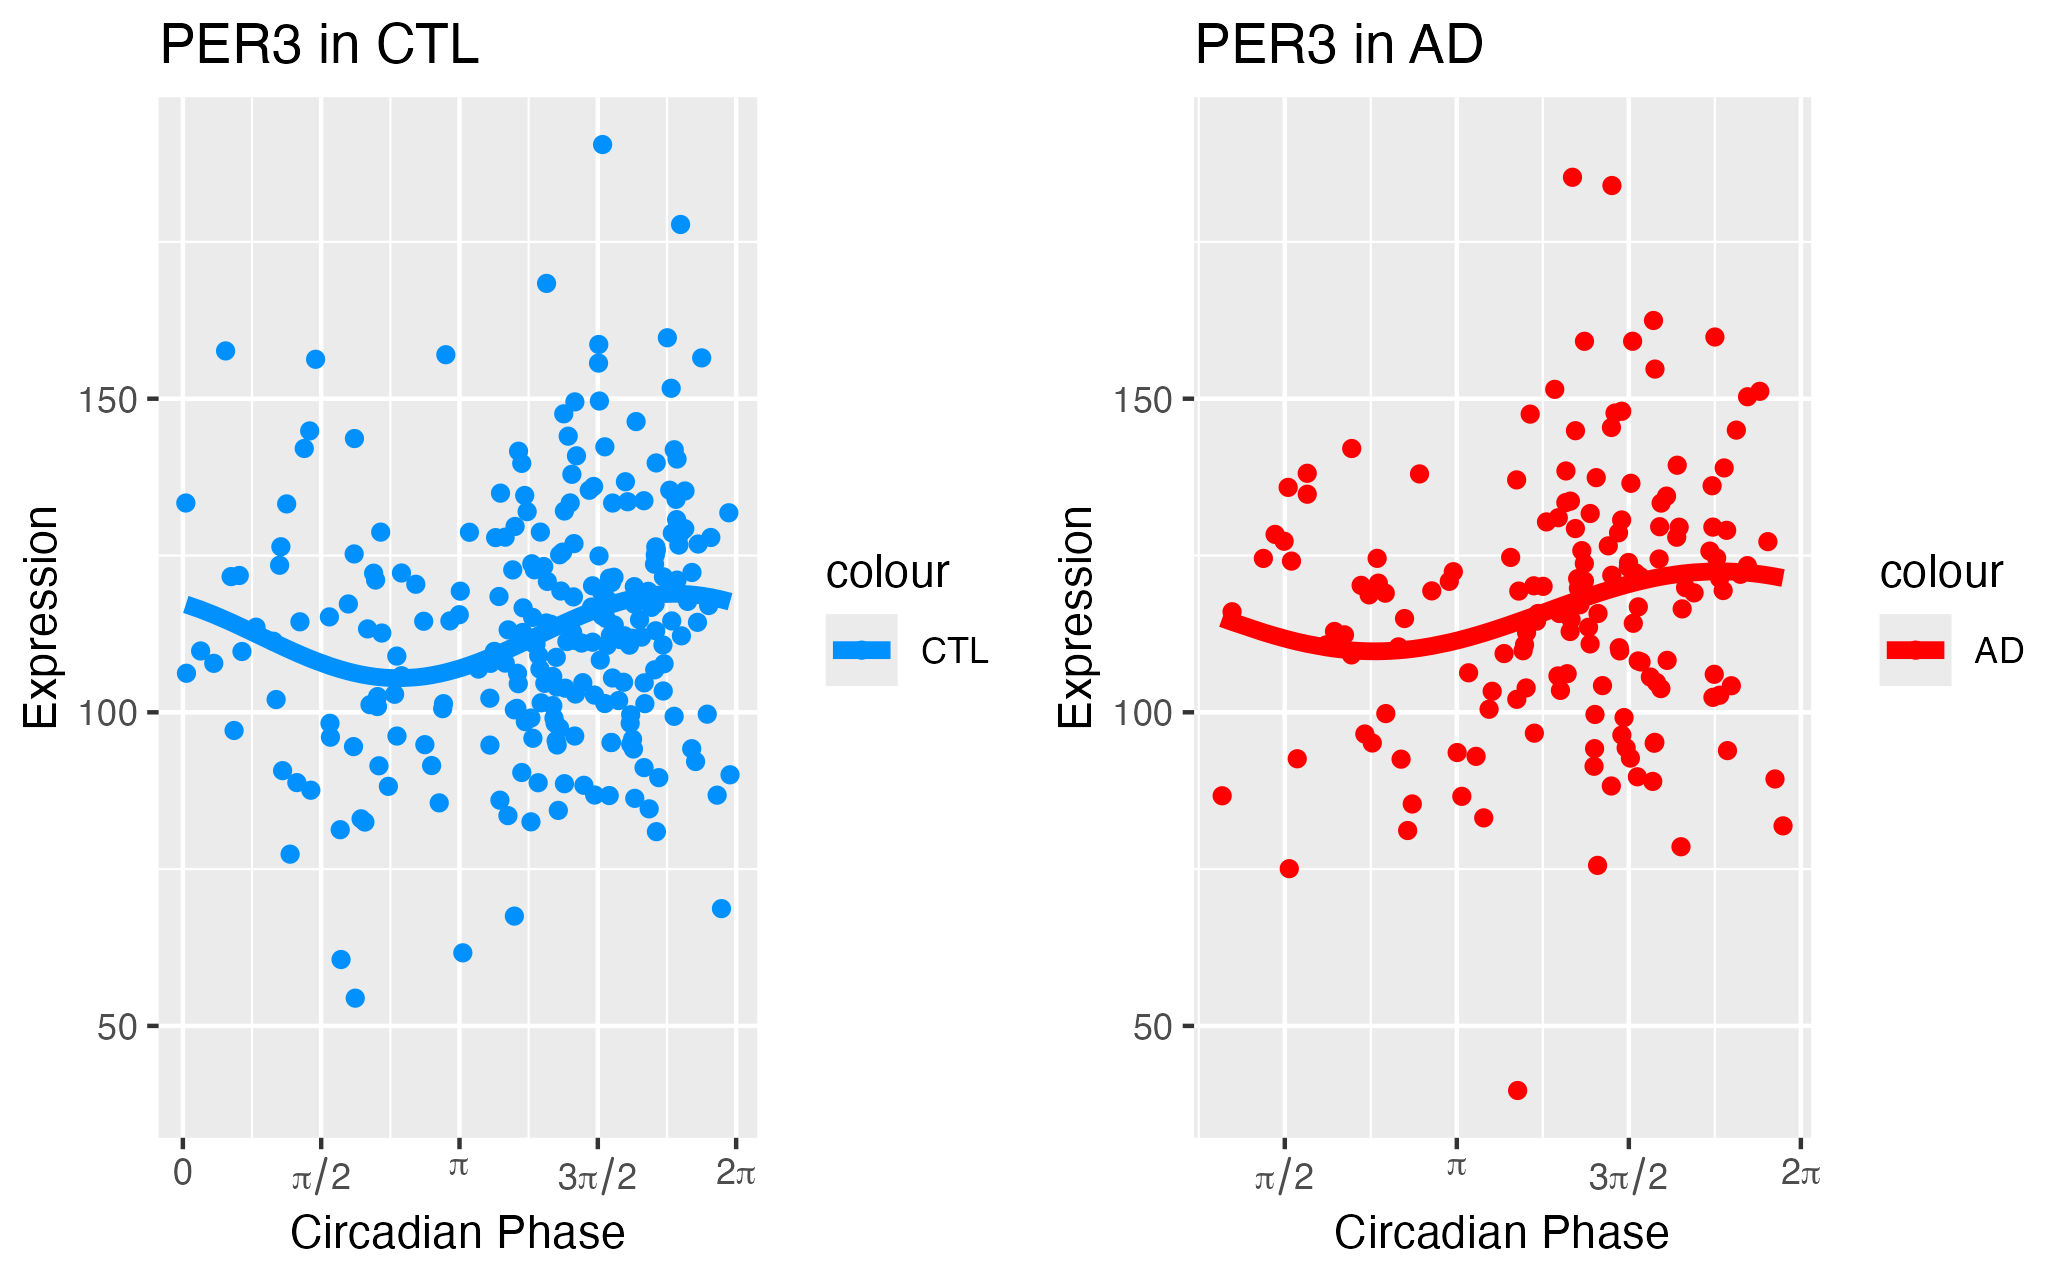 PER3 in CTL
Expression
150
100
50
0
π/2
π
3π/2
2π
Circadian Phase
colour
CTL
PER3 in AD
Expression
150
100
50
π/2
π
3π/2
2π
Circadian Phase
colour
AD